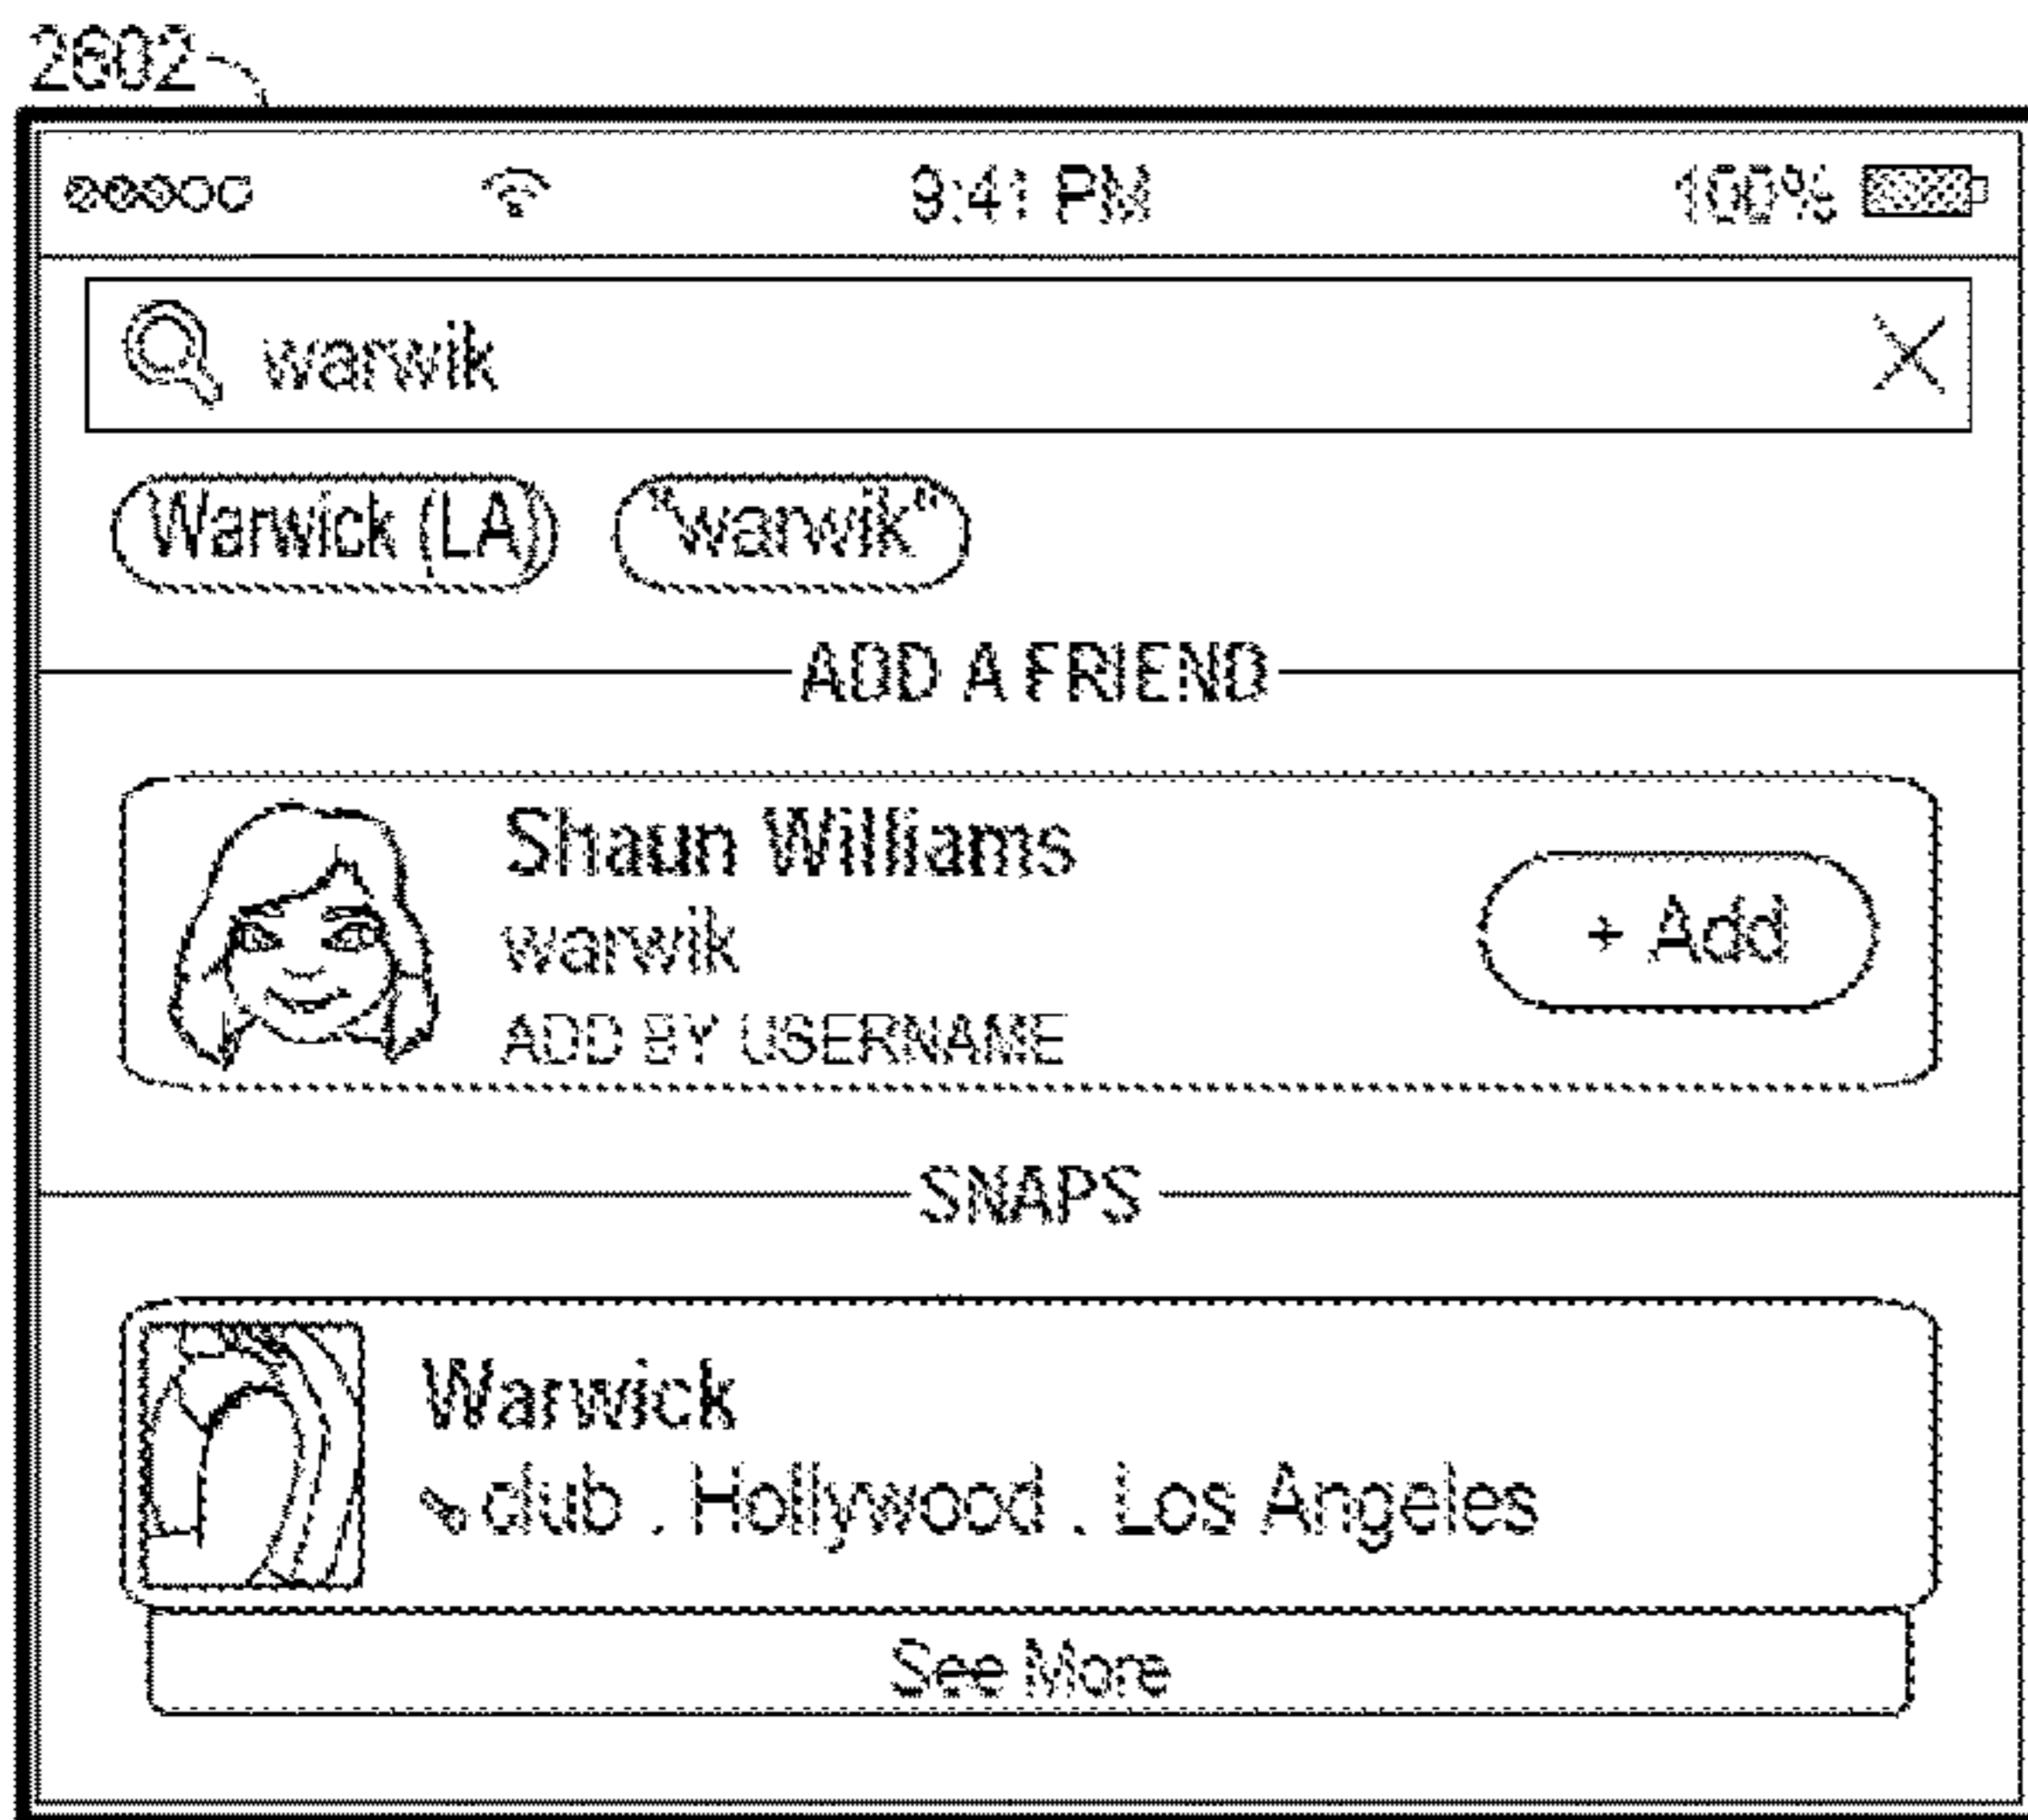 2602
9:41 PM 100%
warwik
Warwick (LA) "warwik"
ADD A FRIEND
Shaun Williams
warwik
+ Add
ADD BY USERNAME
SNAPS
Warwick
club . Hollywood . Los Angeles
See More